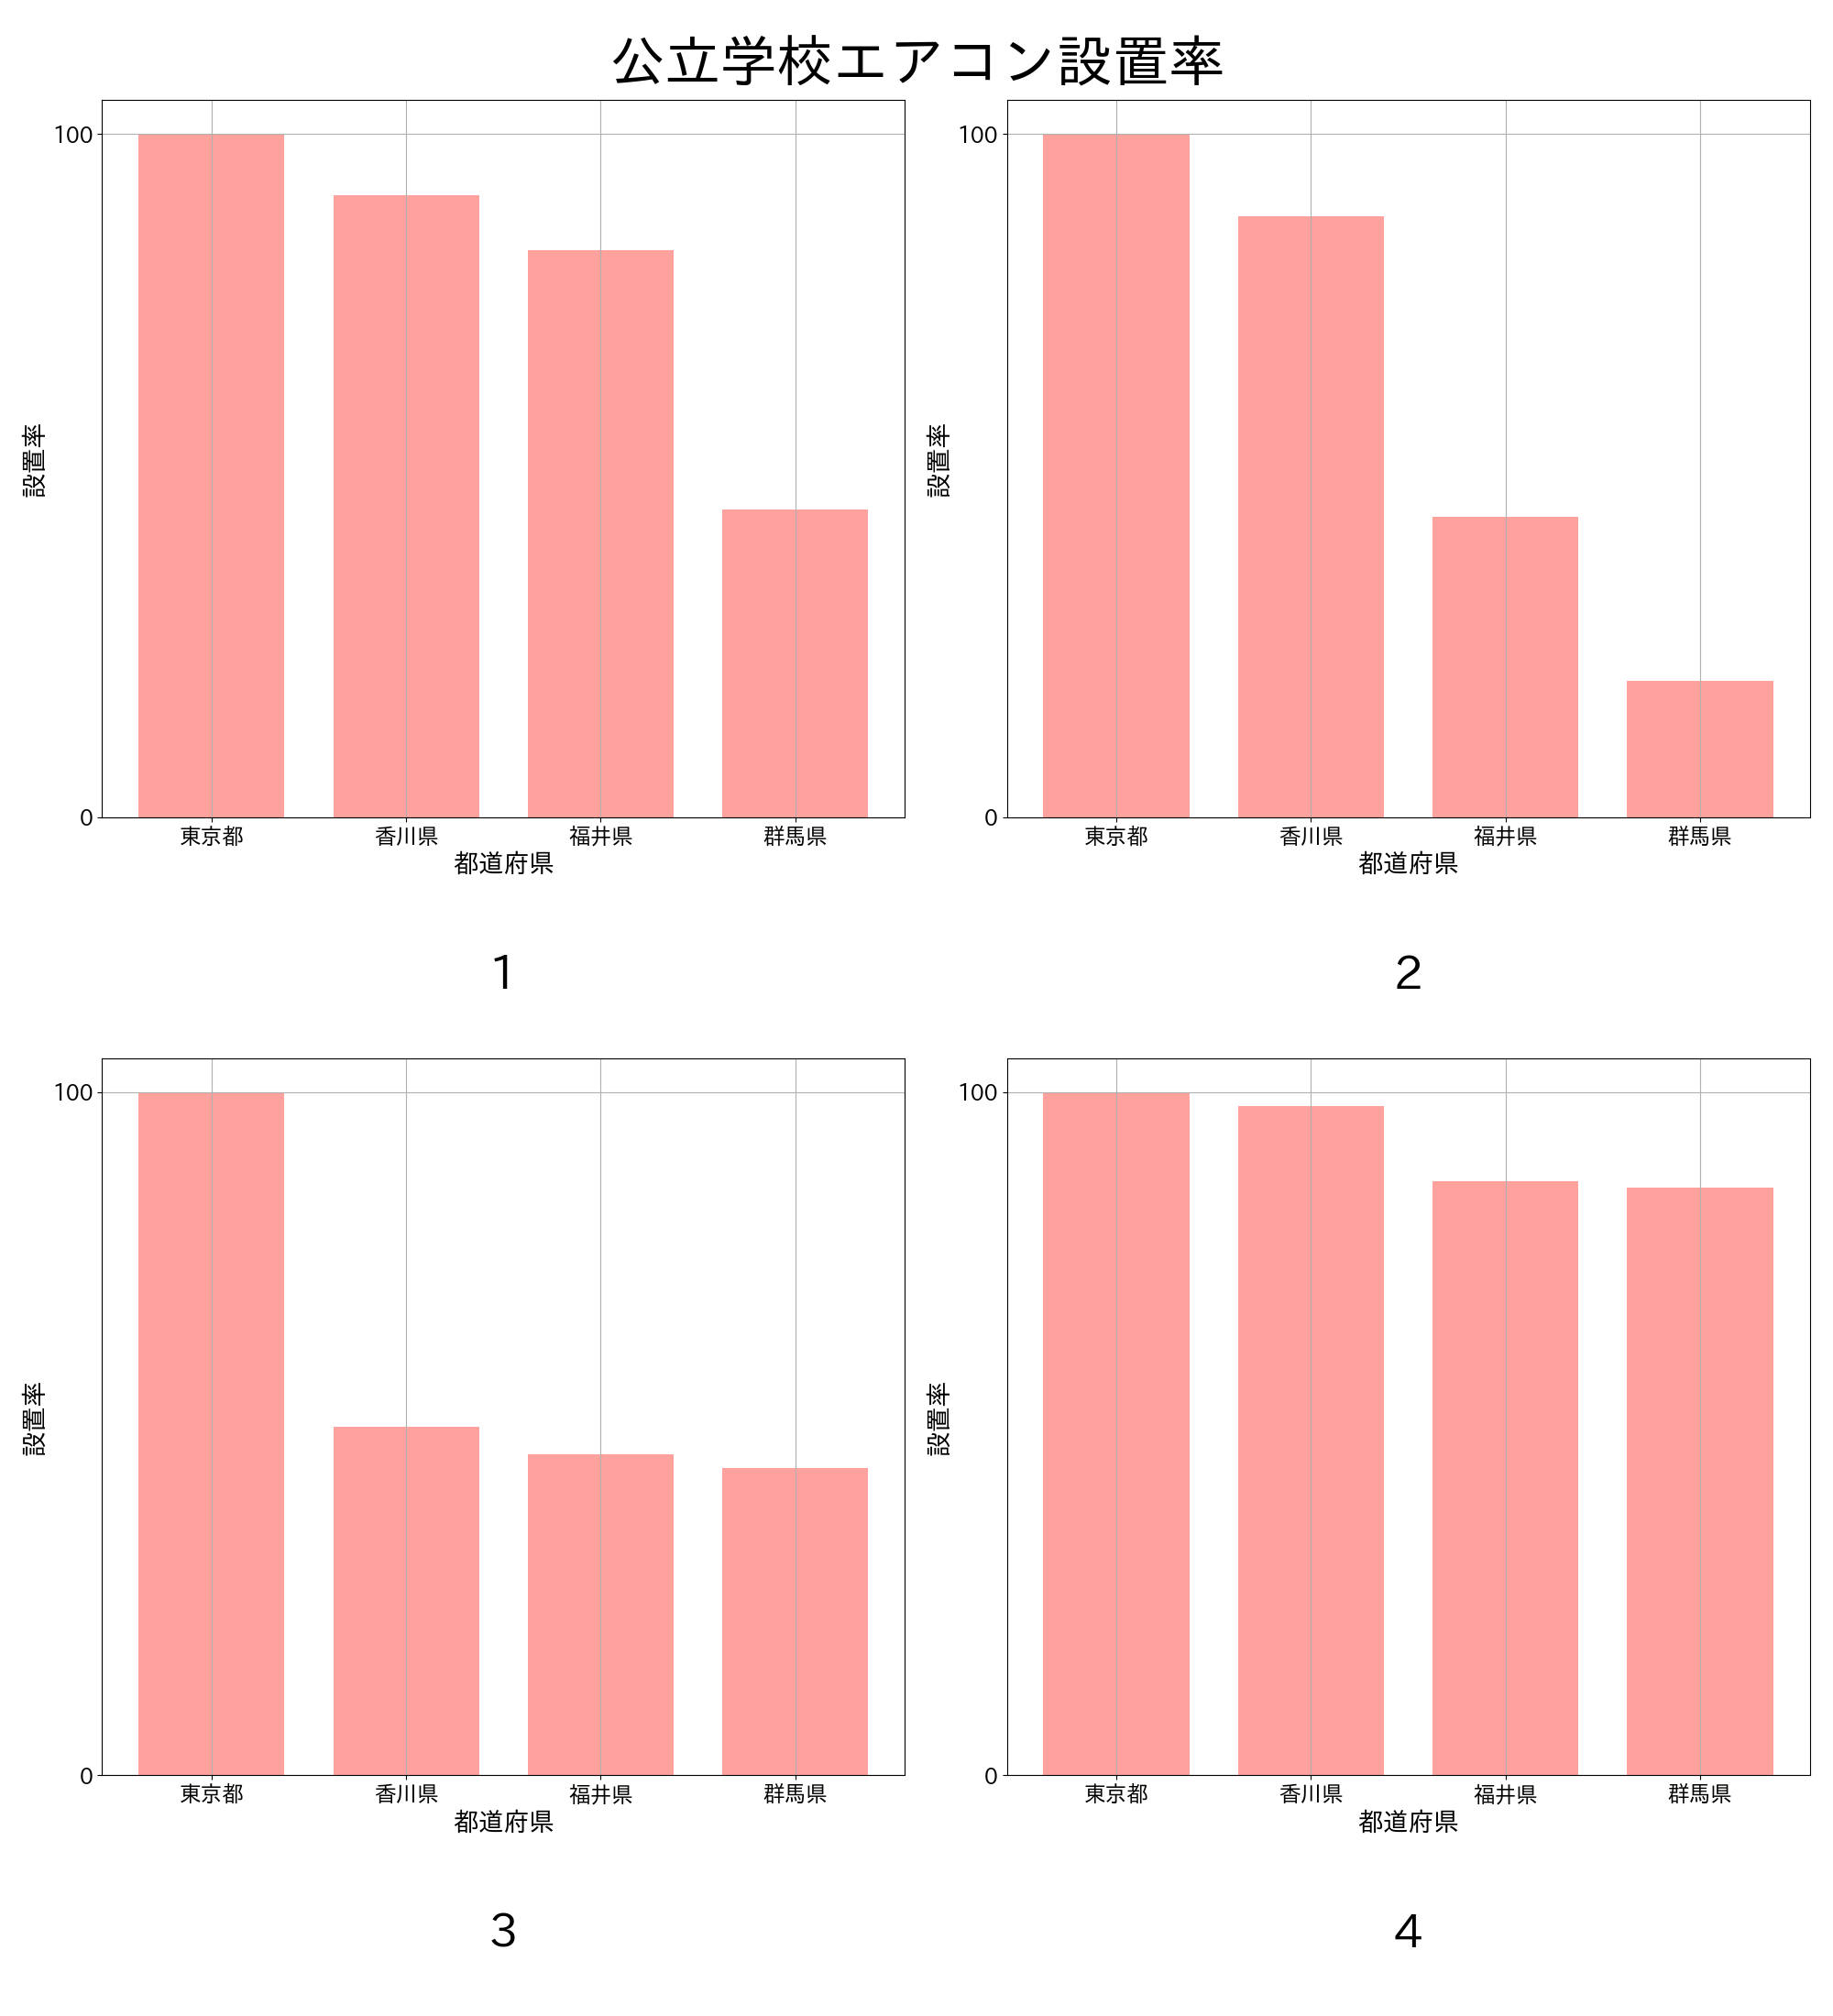 公立学校エアコン設置率
100
0
設置率
東京都 香川県 福井県 群馬県
都道府県
1
100
0
設置率
東京都 香川県 福井県 群馬県
都道府県
2
100
0
設置率
東京都 香川県 福井県 群馬県
都道府県
3
100
0
設置率
東京都 香川県 福井県 群馬県
都道府県
4